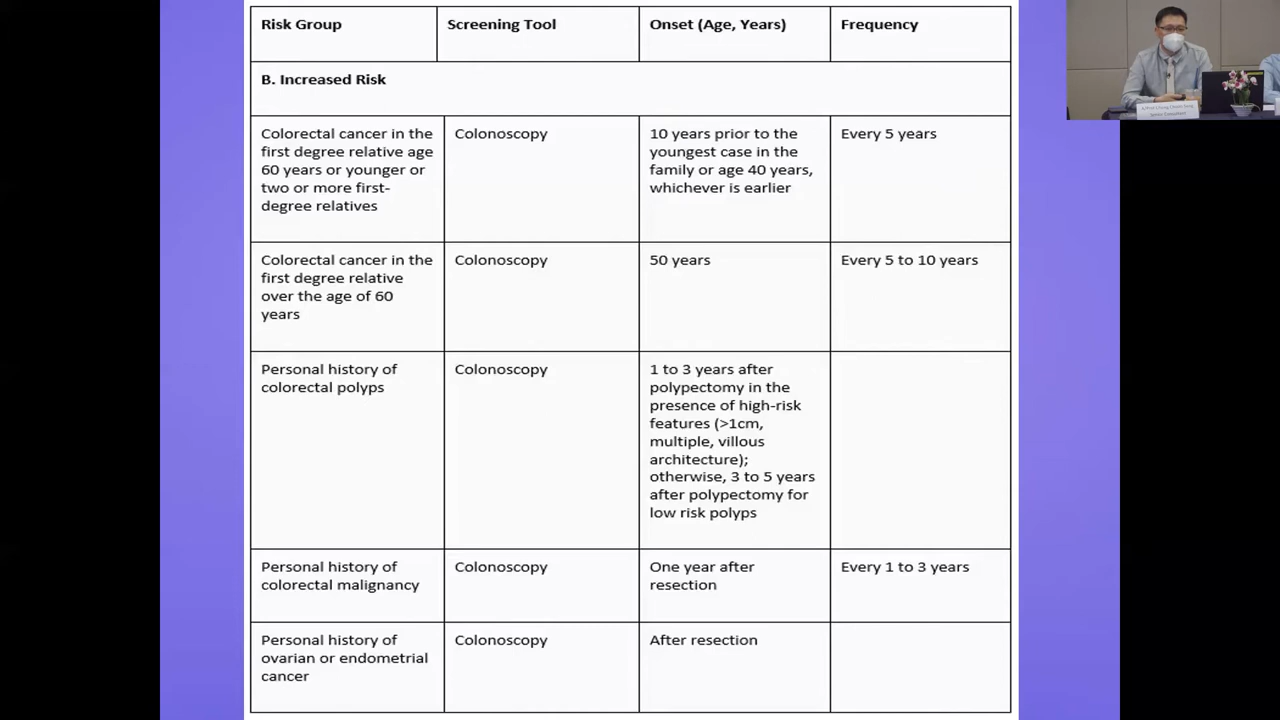 Risk Group Screening Tool Onset (Age, Years) Frequency
B. Increased Risk
Colorectal cancer in the
first degree relative age
60 years or younger or
two or more first-
degree relatives
Colonoscopy
10 years prior to the
youngest case in the
family or age 40 years,
whichever is earlier
Every 5 years
Colorectal cancer in the
first degree relative
over the age of 60
years
Colonoscopy
50 years
Every 5 to 10 years
Personal history of
colorectal polyps
Colonoscopy
1 to 3 years after
polypectomy in the
presence of high-risk
features (>1cm,
multiple, villous
architecture);
otherwise, 3 to 5 years
after polypectomy for
low risk polyps
Personal history of
colorectal malignancy
Colonoscopy
One year after
resection
Every 1 to 3 years
Personal history of
ovarian or endometrial
cancer
Colonoscopy
After resection
Senior Consultant